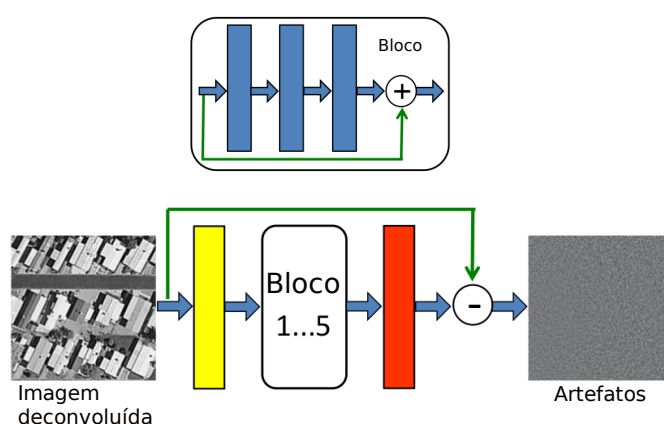 Bloco
+
Bloco
1...5
-
Imagem
deconvoluída
Artefatos